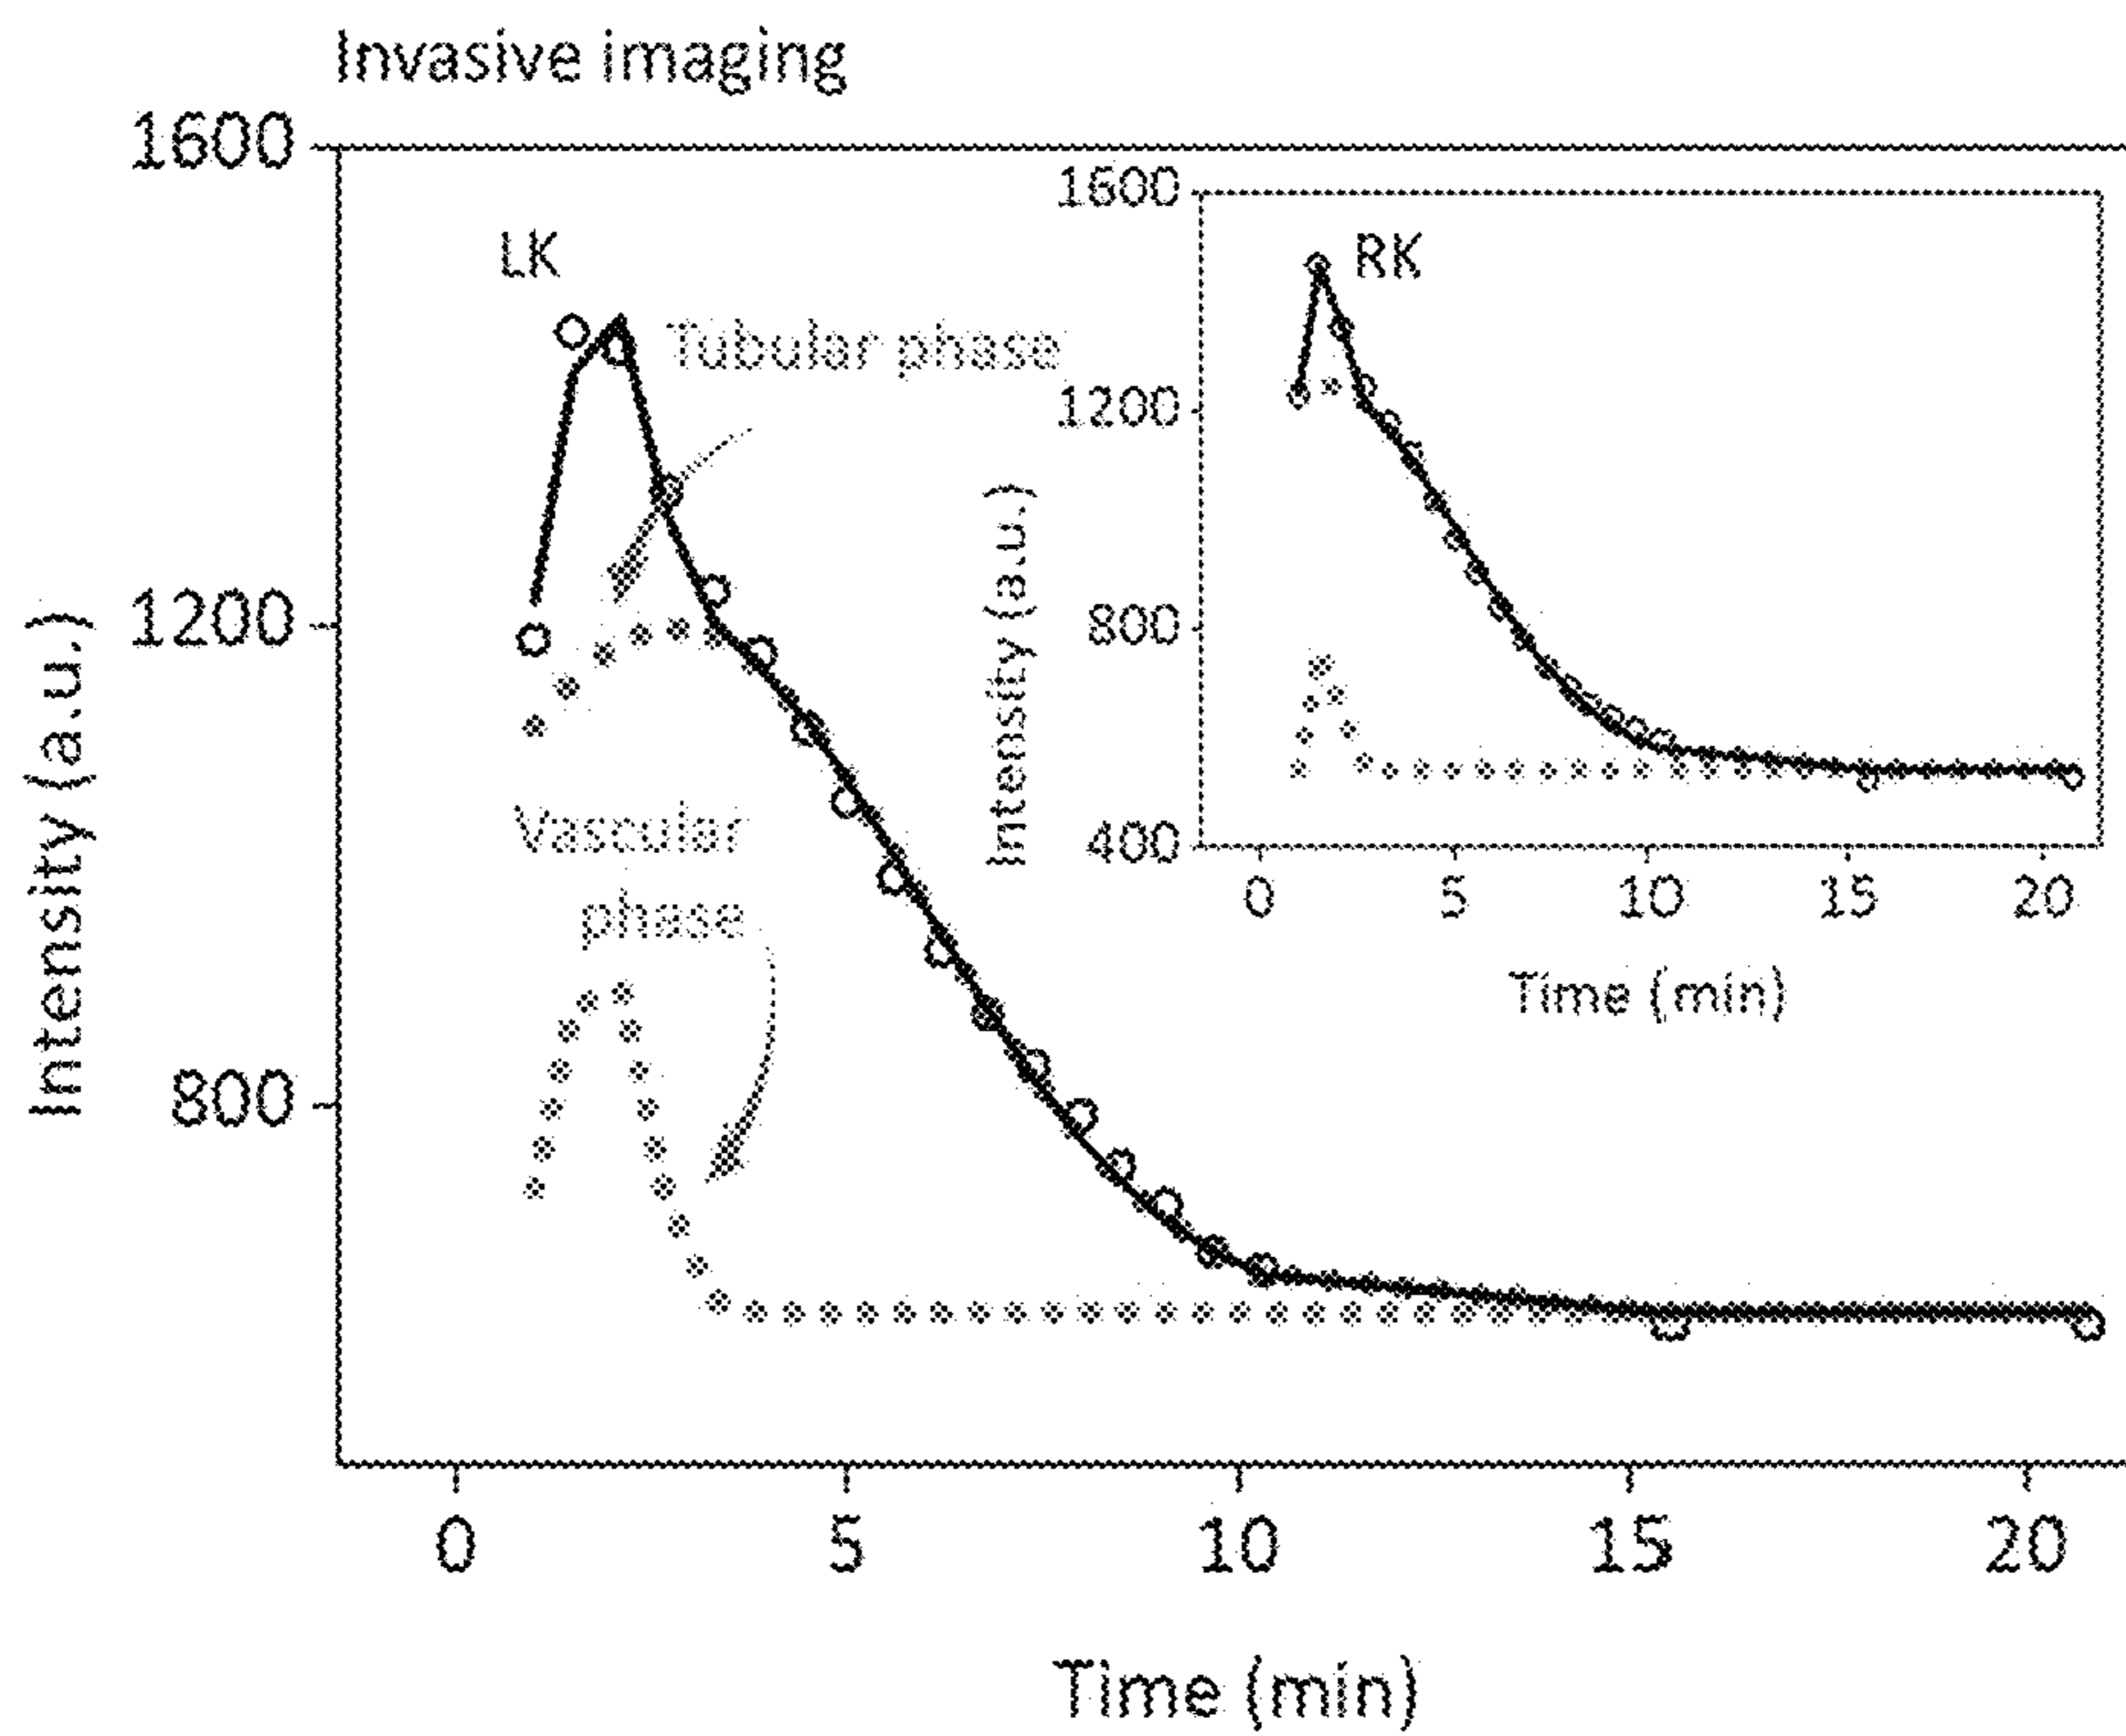 Invasive imaging
1600
1200
800
Intensity (a.u.)
LK
Tubular phase
Vascular
phase
0 5 10 15 20
Time (min)
1600
1200
800
400
Intensity (a.u.)
RK
0 5 10 15 20
Time (min)